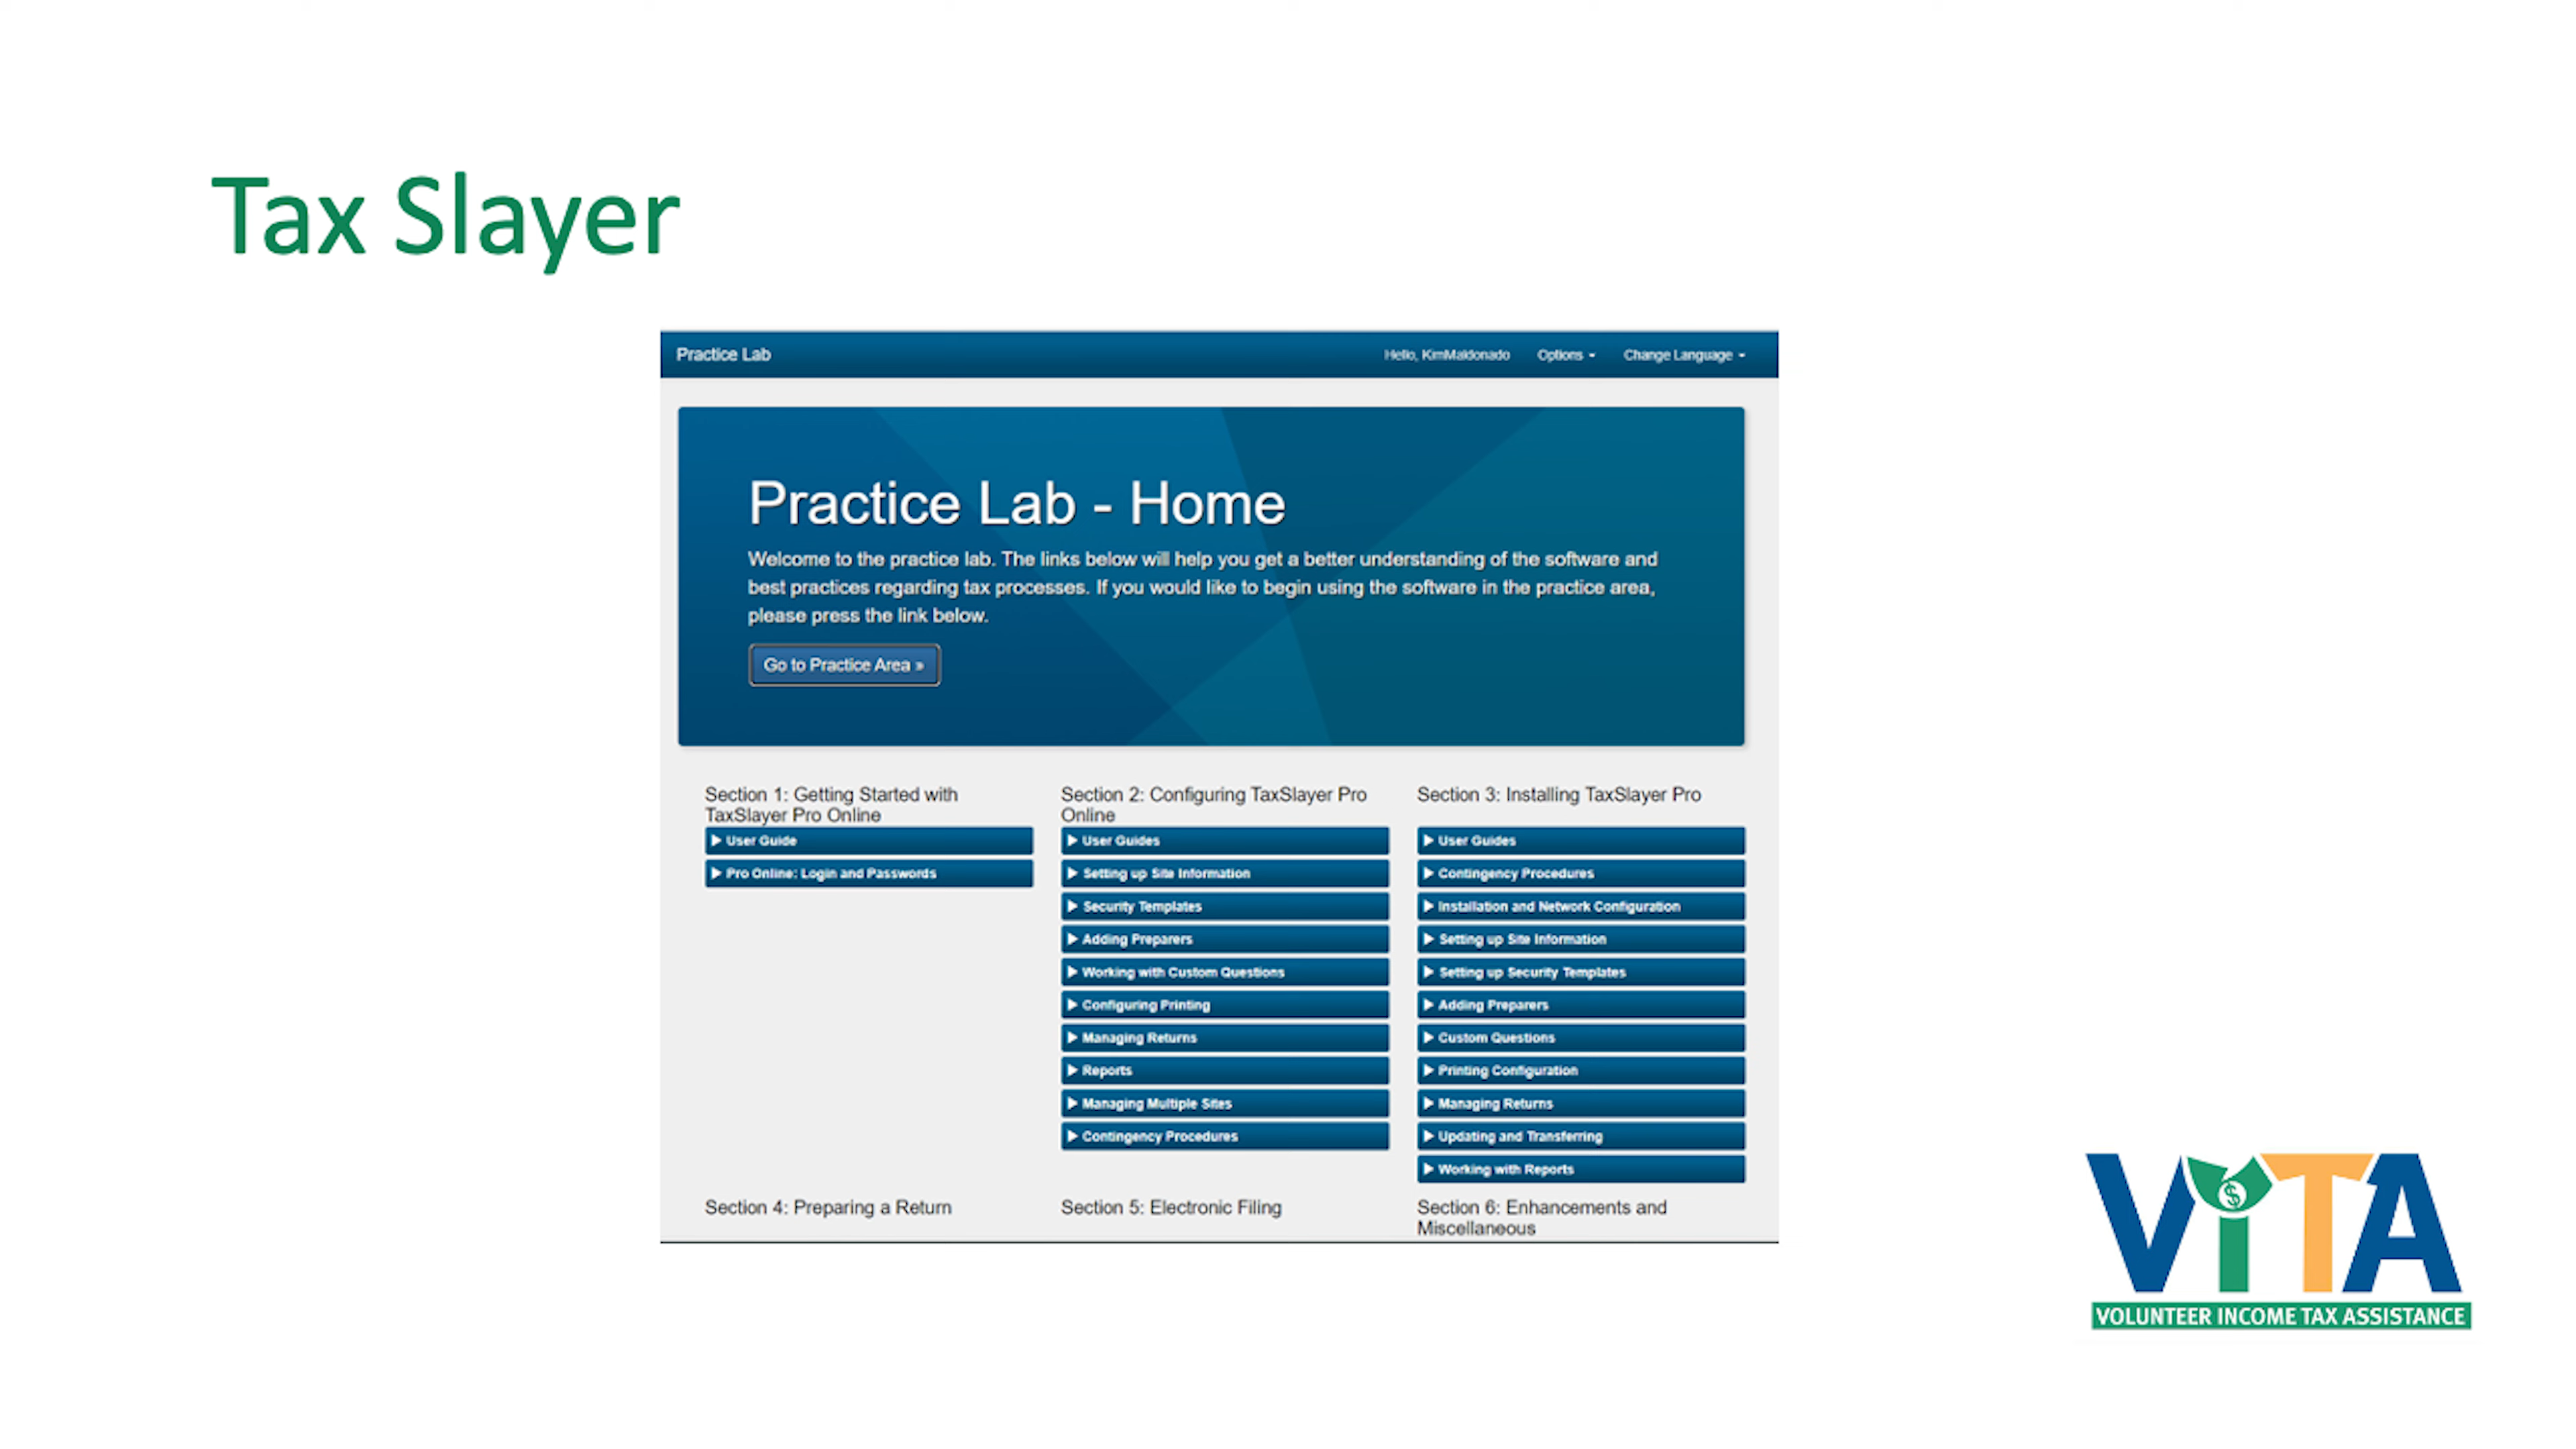 Tax Slayer
Practice Lab
Hello, KimMaldonado
Options
Change Language
Practice Lab - Home
Welcome to the practice lab. The links below will help you get a better understanding of the software and
best practices regarding tax processes. If you would like to begin using the software in the practice area,
please press the link below.
Go to Practice Area »
Section 1: Getting Started with
TaxSlayer Pro Online
User Guide
Pro Online: Login and Passwords
Section 2: Configuring TaxSlayer Pro
Online
User Guides
Setting up Site Information
Security Templates
Adding Preparers
Working with Custom Questions
Configuring Printing
Managing Returns
Reports
Managing Multiple Sites
Contingency Procedures
Section 3: Installing TaxSlayer Pro
User Guides
Contingency Procedures
Installation and Network Configuration
Setting up Site Information
Setting up Security Templates
Adding Preparers
Custom Questions
Printing Configuration
Managing Returns
Updating and Transferring
Working with Reports
Section 4: Preparing a Return
Section 5: Electronic Filing
Section 6: Enhancements and
Miscellaneous
ViTA
VOLUNTEER INCOME TAX ASSISTANCE